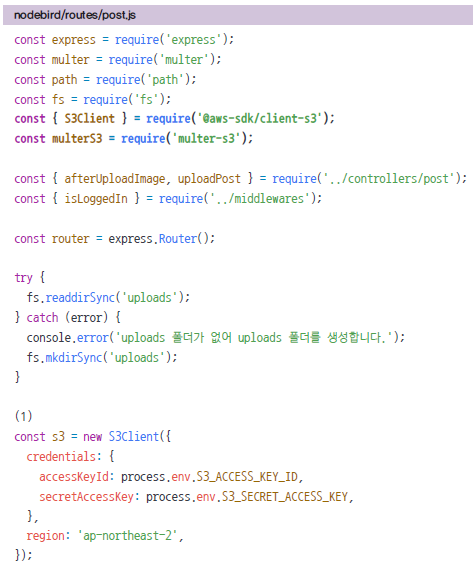 nodebird/routes/post.js
const express = require('express');
const multer = require('multer');
const path = require('path');
const fs = require('fs');
const { S3Client } = require('@aws-sdk/client-s3');
const multerS3 = require('multer-s3');
const { afterUploadImage, uploadPost } = require('../controllers/post');
const { isLoggedIn } = require('../middlewares');
const router = express.Router();
try {
  fs.readdirSync('uploads');
} catch (error) {
  console.error('uploads 폴더가 없어 uploads 폴더를 생성합니다.');
  fs.mkdirSync('uploads');
}
(1)
const s3 = new S3Client({
  credentials: {
    accessKeyId: process.env.S3_ACCESS_KEY_ID,
    secretAccessKey: process.env.S3_SECRET_ACCESS_KEY,
  },
  region: 'ap-northeast-2',
});